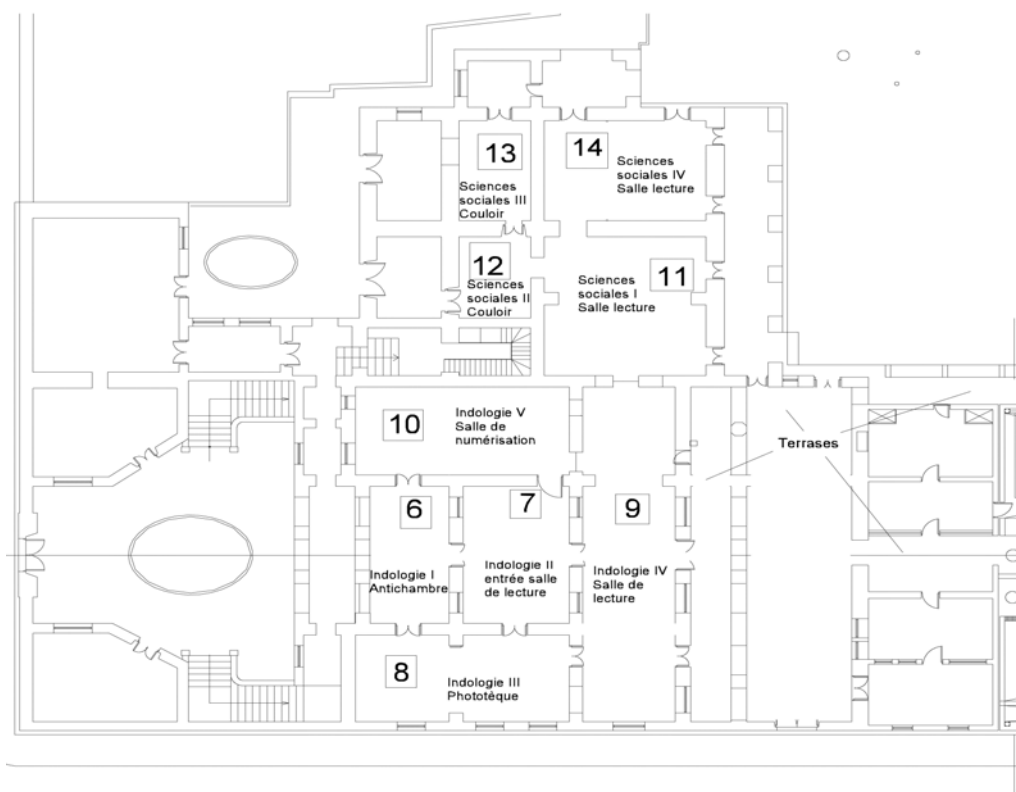 13
Sciences
sociales III
Couloir
14
Sciences
sociales IV
Salle lecture
12
Sciences
sociales II
Couloir
11
Sciences
sociales I
Salle lecture
10
Indologie V
Salle de
numérisation
Terrases
6
Indologie I
Antichambre
7
Indologie II
entrée salle
de lecture
9
Indologie IV
Salle de
lecture
8
Indologie III
Phototèque